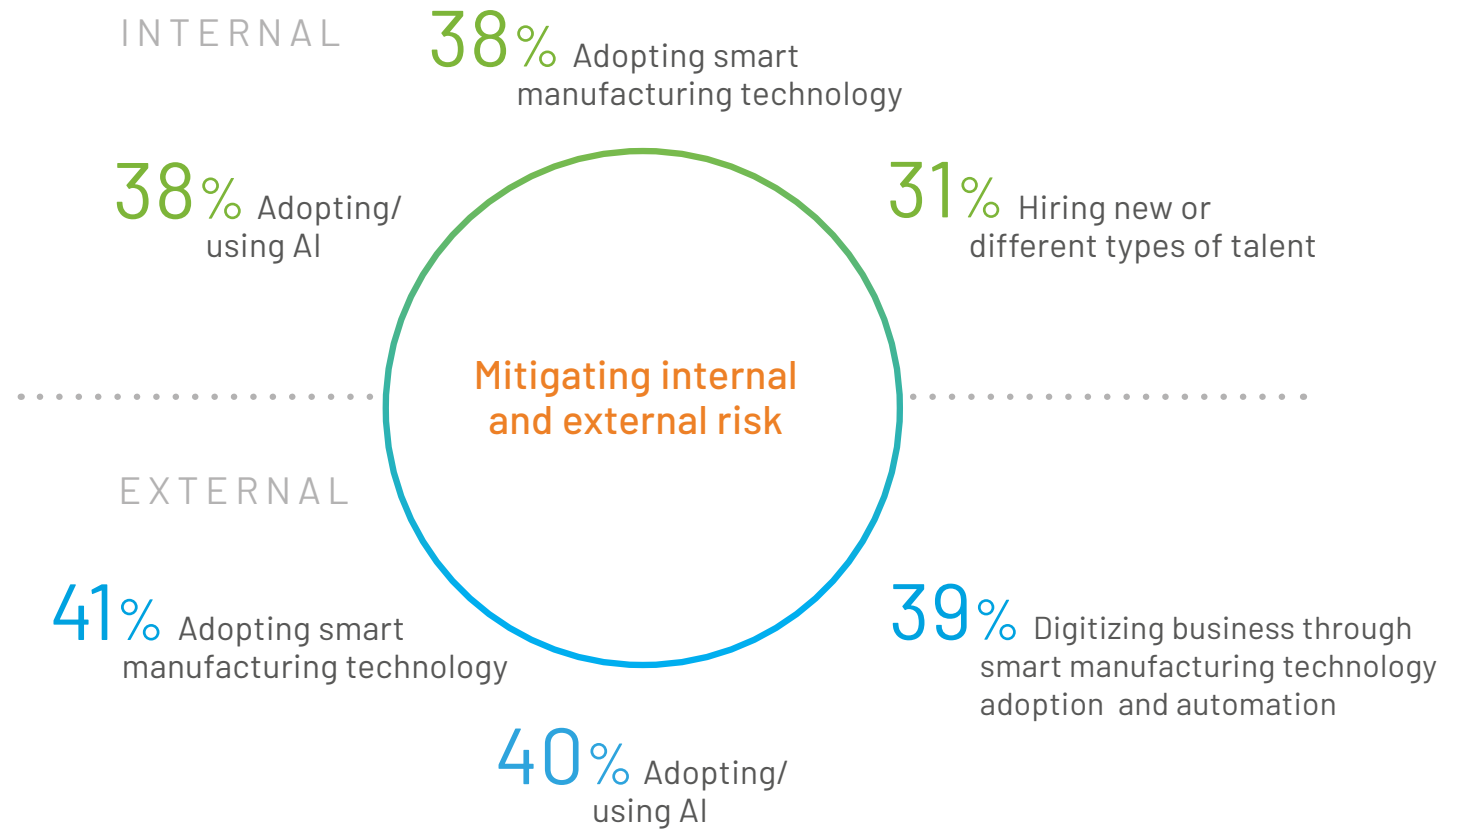 INTERNAL
38% Adopting smart
manufacturing technology
38% Adopting/
using AI
31% Hiring new or
different types of talent
Mitigating internal
and external risk
EXTERNAL
41% Adopting smart
manufacturing technology
39% Digitizing business through
smart manufacturing technology
adoption and automation
40% Adopting/
using AI